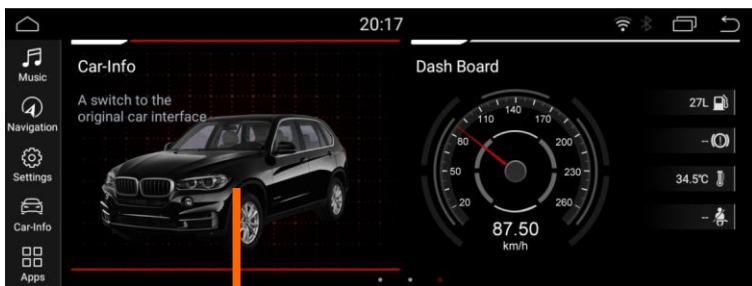 20:17
Music
Navigation
Settings
Car-Info
Apps
Car-Info
A switch to the
original car interface
Dash Board
20
50
80
110
140
170
200
230
260
87.50
km/h
27L
--
34.5°C
--